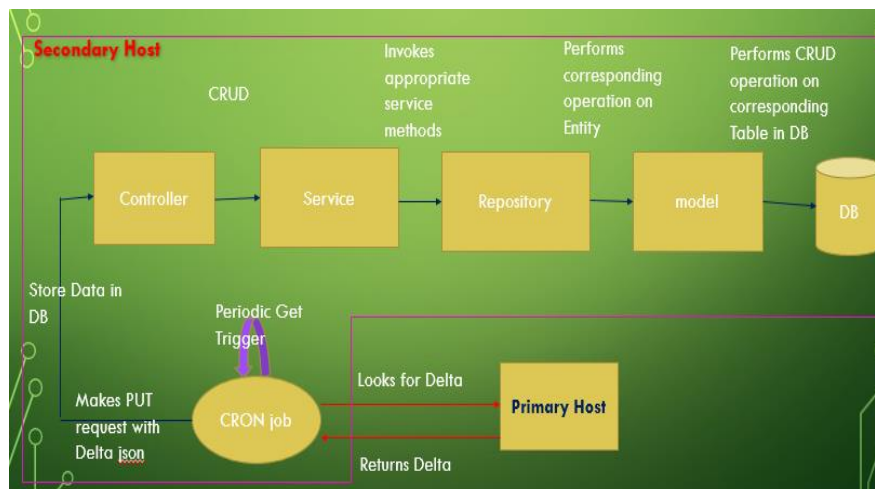 Secondary Host
CRUD
Invokes
appropriate
service
methods
Performs
corresponding
operation on
Entity
Performs CRUD
operation on
corresponding
Table in DB
Controller
Service
Repository
model
DB
Store Data in
DB
Periodic Get
Trigger
Looks for Delta
Primary Host
Makes PUT
request with
Delta json
CRON job
Returns Delta